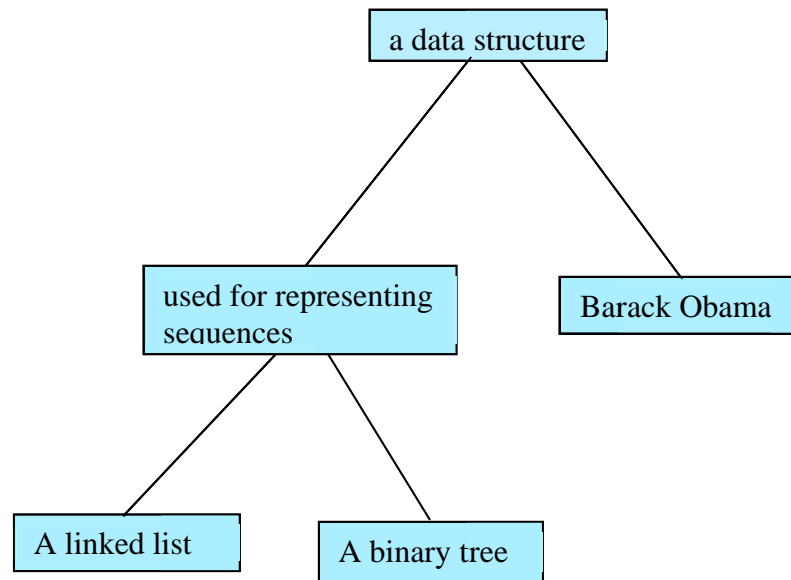 a data structure
used for representing
sequences
Barack Obama
A linked list
A binary tree